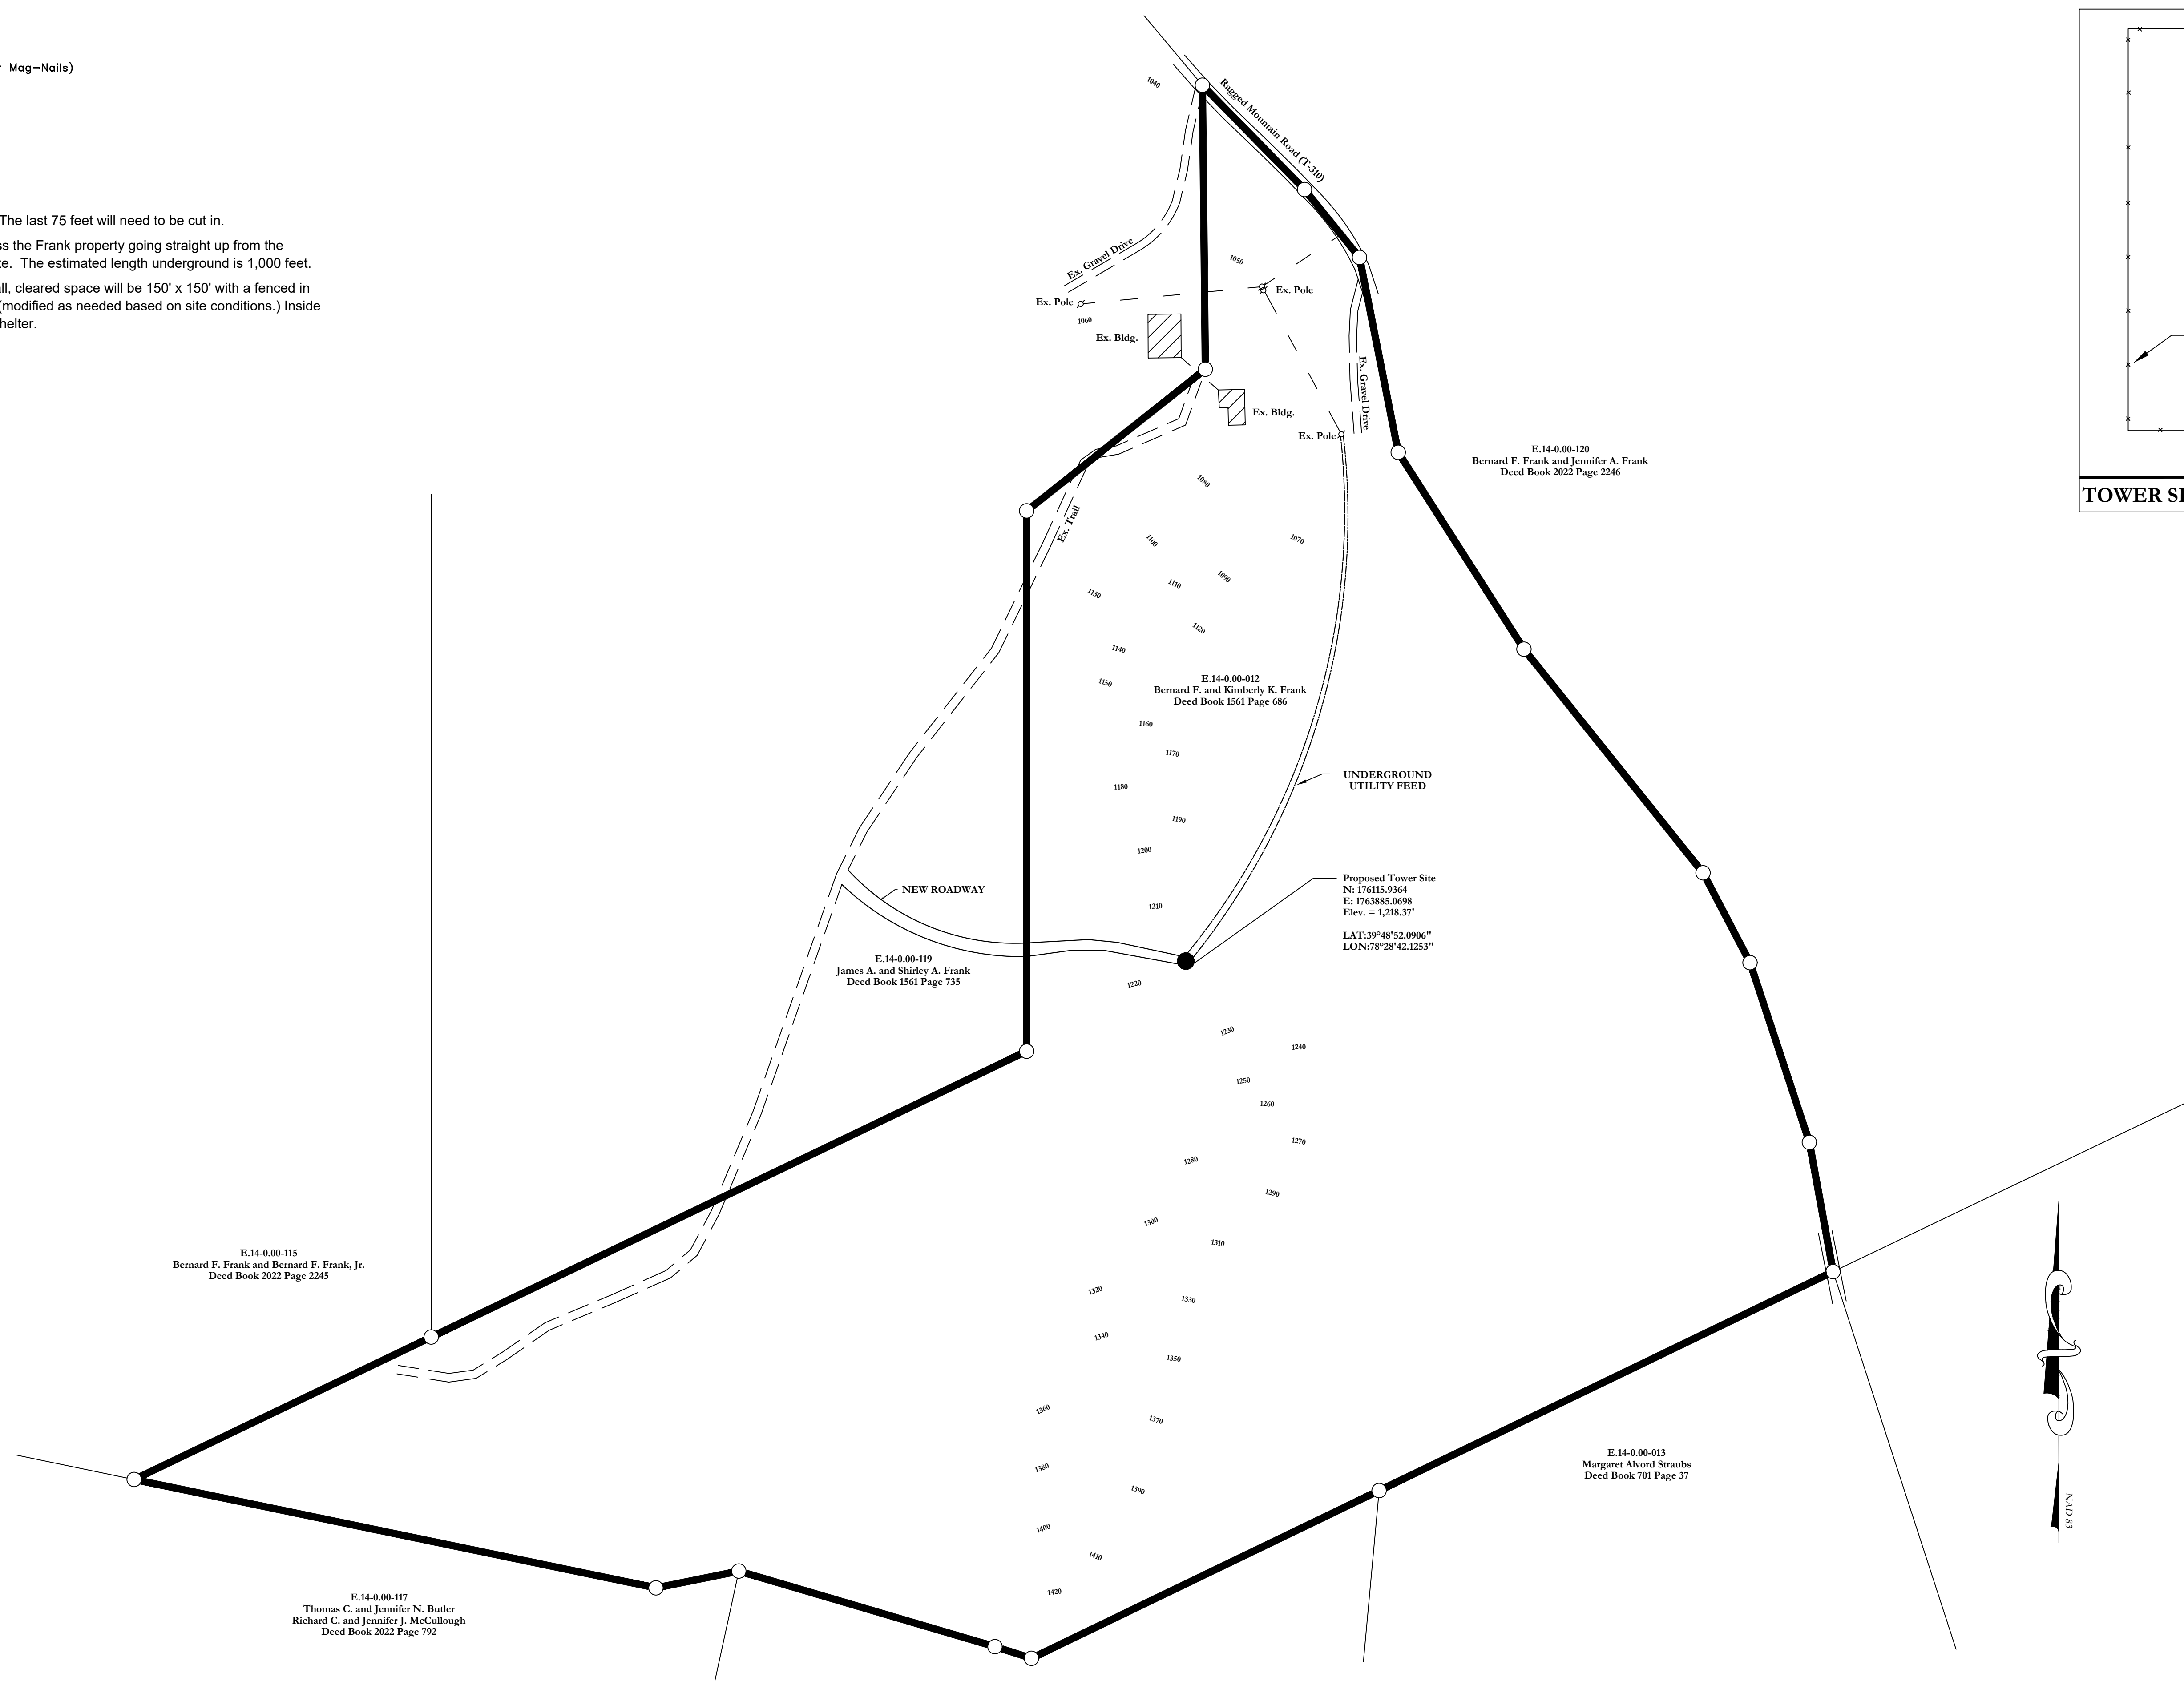 Mag-Nails)
The last 75 feet will need to be cut in.
the Frank property going straight up from the
The estimated length underground is 1,000 feet.
cleared space will be 150' x 150' with a fenced in
(modified as needed based on site conditions.) Inside
1040
Ragged Mountain Road (T-310)
Ex. Gravel Drive
1050
Ex. Pole
Ex. Pole
1060
Ex. Bldg.
Ex. Gravel Drive
Ex. Bldg.
Ex. Pole
E.14-0.00-120
Bernard F. Frank and Jennifer A. Frank
Deed Book 2022 Page 2246
TOWER
1080
Ex. Trail
1100
1070
1110
1090
1130
1120
1140
1150
E.14-0.00-012
Bernard F. and Kimberly K. Frank
Deed Book 1561 Page 686
1160
1170
UNDERGROUND
UTILITY FEED
1180
1190
1200
Proposed Tower Site
N: 176115.9364
E: 1763885.0698
Elev. = 1,218.37'
LAT:39°48'52.0906"
LON:78°28'42.1253"
NEW ROADWAY
1210
E.14-0.00-119
James A. and Shirley A. Frank
Deed Book 1561 Page 735
1220
1230
1240
1250
1260
1270
1280
1290
1300
1310
E.14-0.00-115
Bernard F. Frank and Bernard F. Frank, Jr.
Deed Book 2022 Page 2245
1320
1330
1340
1350
1360
1370
E.14-0.00-013
Margaret Alvord Straubs
Deed Book 701 Page 37
1380
1390
NAD 83
1400
1410
1420
E.14-0.00-117
Thomas C. and Jennifer N. Butler
Richard C. and Jennifer J. McCullough
Deed Book 2022 Page 792